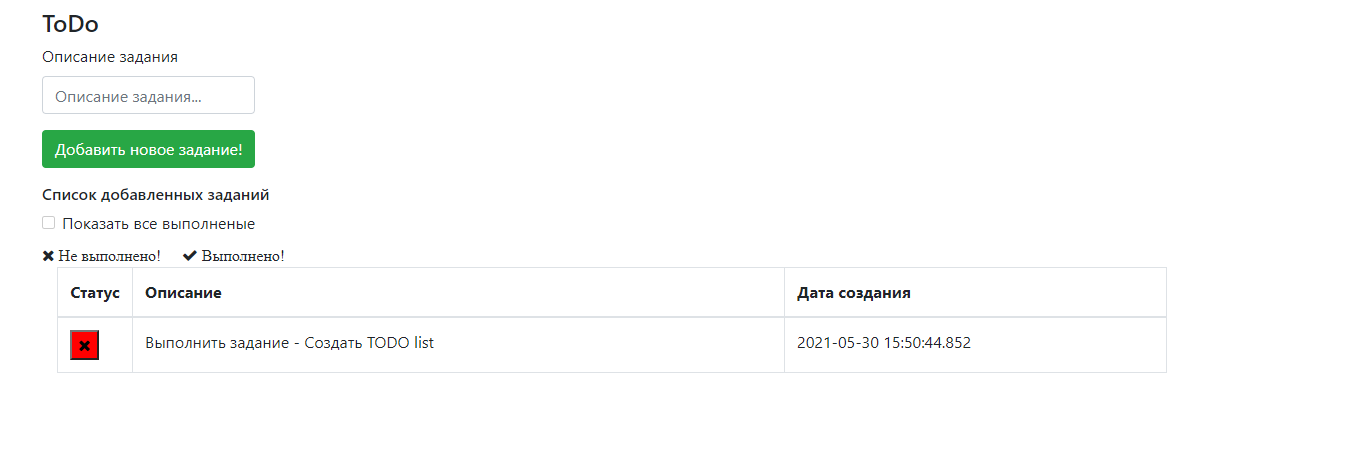 ToDo
Описание задания
Описание задания...
Добавить новое задание!
Список добавленных заданий
Показать все выполненые
Не выполнено! Выполнено!
Статус Описание Дата создания
Выполнить задание - Создать TODO list 2021-05-30 15:50:44.852